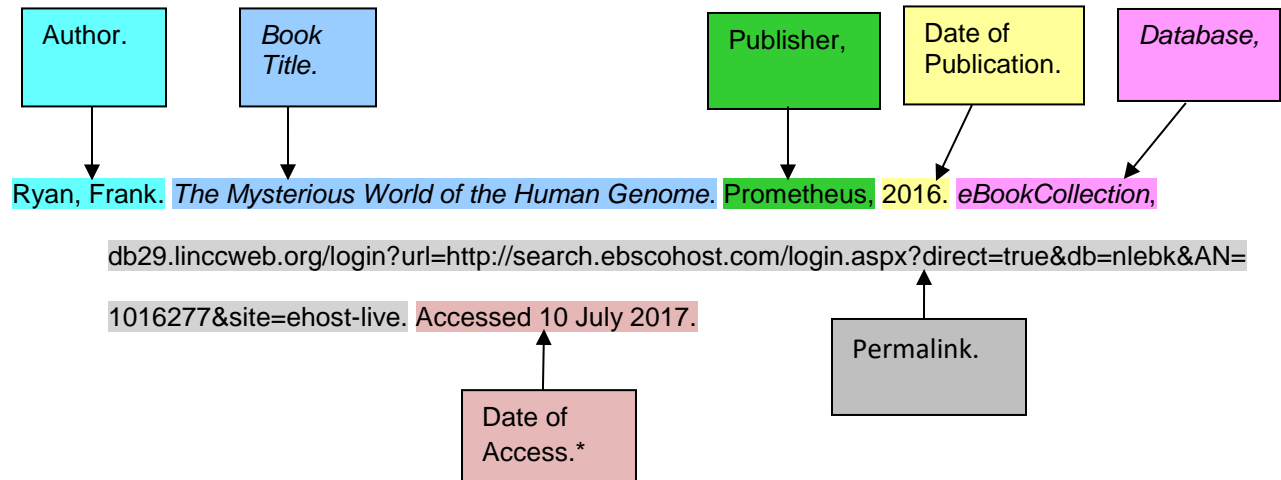 Author.
Book
Title.
Publisher,
Date of
Publication.
Database,
Ryan, Frank. The Mysterious World of the Human Genome. Prometheus, 2016. eBookCollection,
db29.linccweb.org/login?url=http://search.ebscohost.com/login.aspx?direct=true&db=nlebk&AN=
1016277&site=ehost-live. Accessed 10 July 2017.
Permalink.
Date of
Access.*